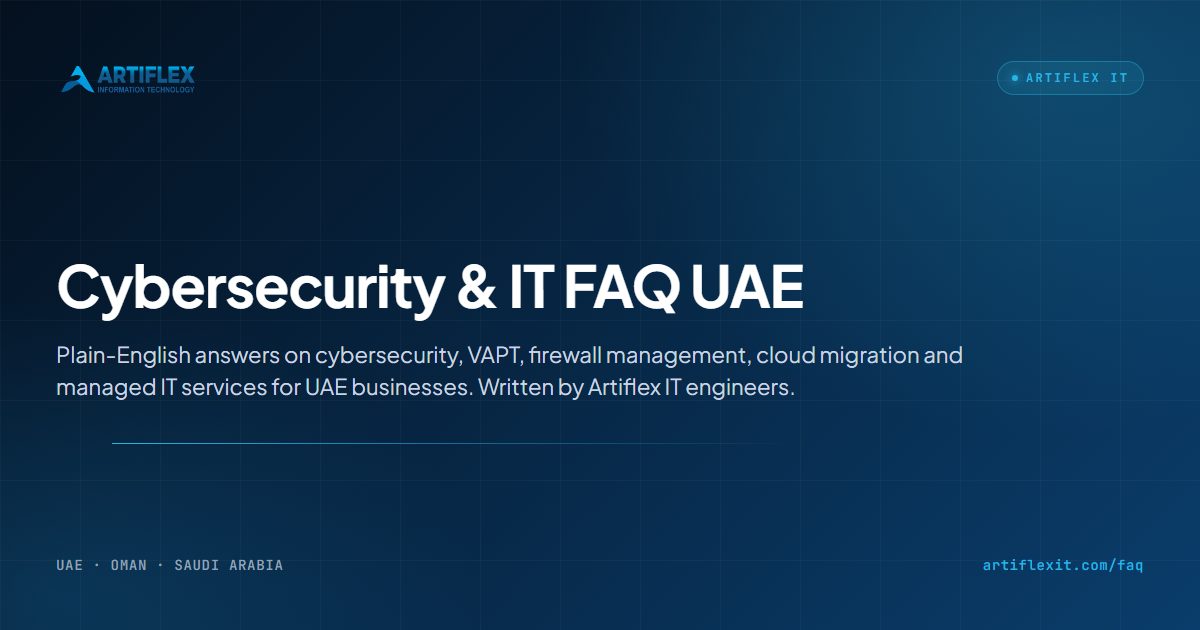 ARTIFLEX
INFORMATION TECHNOLOGY
ARTIFLEX IT
Cybersecurity & IT FAQ UAE
Plain-English answers on cybersecurity, VAPT, firewall management, cloud migration and
managed IT services for UAE businesses. Written by Artiflex IT engineers.
UAE · OMAN · SAUDI ARABIA
artiflexit.com/faq